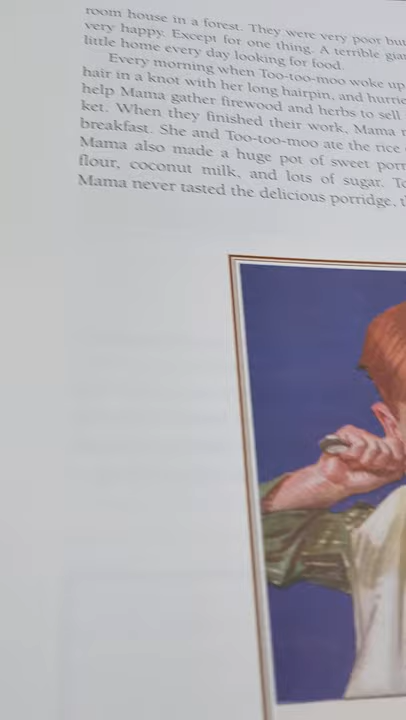 room house in a forest. They were very poor but
very happy. Except for one thing. A terrible
little home every day looking for food.
Every morning when Too-too-moo woke up
hair in a knot with her long hairpin, and
help Mama gather firewood and herbs to sell
ket. When they finished their work, Mama
breakfast. She and Too-too-moo ate the rice
Mama also made a huge pot of sweet
flour, coconut milk, and lots of sugar.
Mama never tasted the delicious porridge,